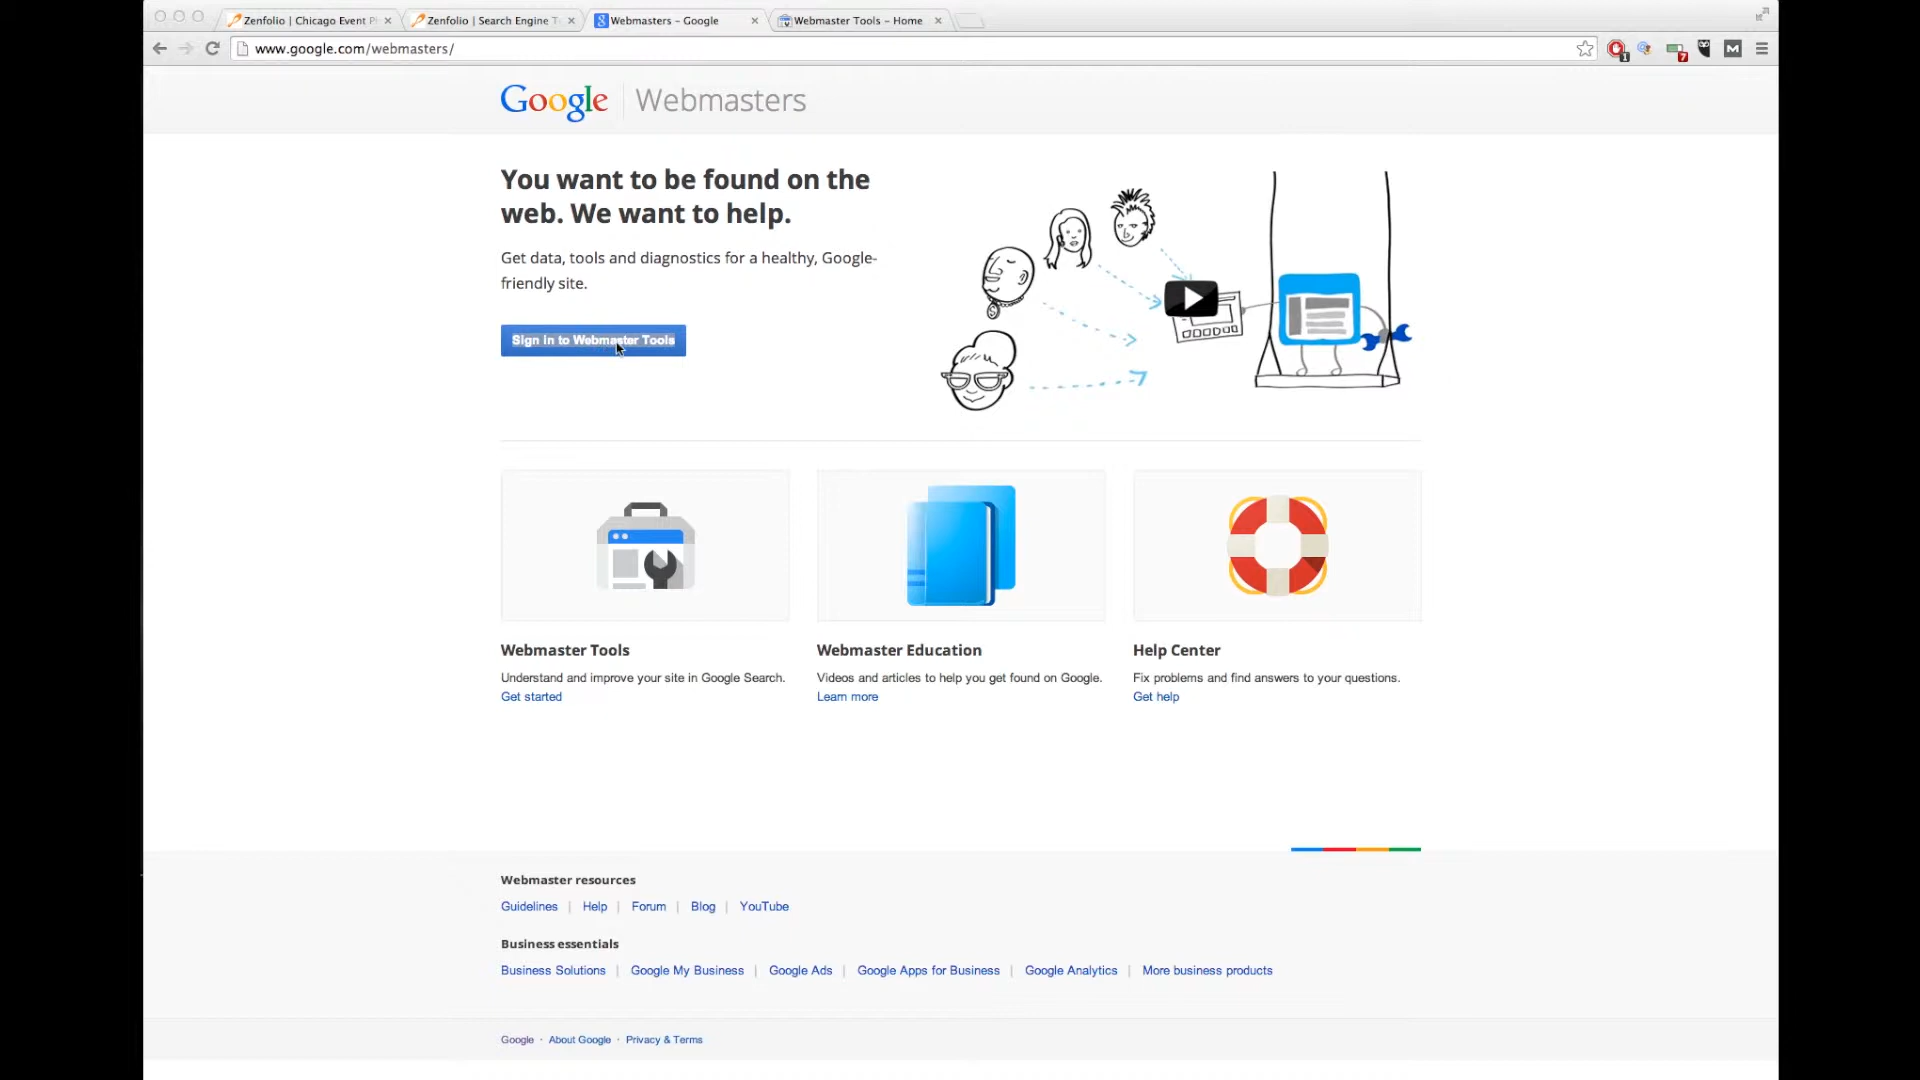 Zenfolio | Chicago Event P
Zenfolio | Search Engine T
Webmasters – Google
Webmaster Tools – Home
www.google.com/webmasters/
1
7
M
Google Webmasters
You want to be found on the
web. We want to help.
Get data, tools and diagnostics for a healthy, Google-
friendly site.
Sign in to Webmaster Tools
Webmaster Tools
Understand and improve your site in Google Search.
Get started
Webmaster Education
Videos and articles to help you get found on Google.
Learn more
Help Center
Fix problems and find answers to your questions.
Get help
Webmaster resources
Guidelines | Help | Forum | Blog | YouTube
Business essentials
Business Solutions | Google My Business | Google Ads | Google Apps for Business | Google Analytics | More business products
Google · About Google · Privacy & Terms